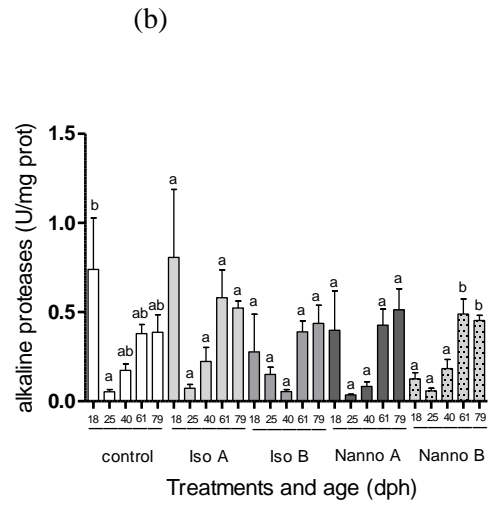 (b)
alkaline proteases (U/mg prot)
1.5
1.0
0.5
0.0
b a ab ab ab a a a a a a a a a a a a a a a a a a b b
18 25 40 61 79 18 25 40 61 79 18 25 40 61 79 18 25 40 61 79 18 25 40 61 79
control Iso A Iso B Nanno A Nanno B
Treatments and age (dph)